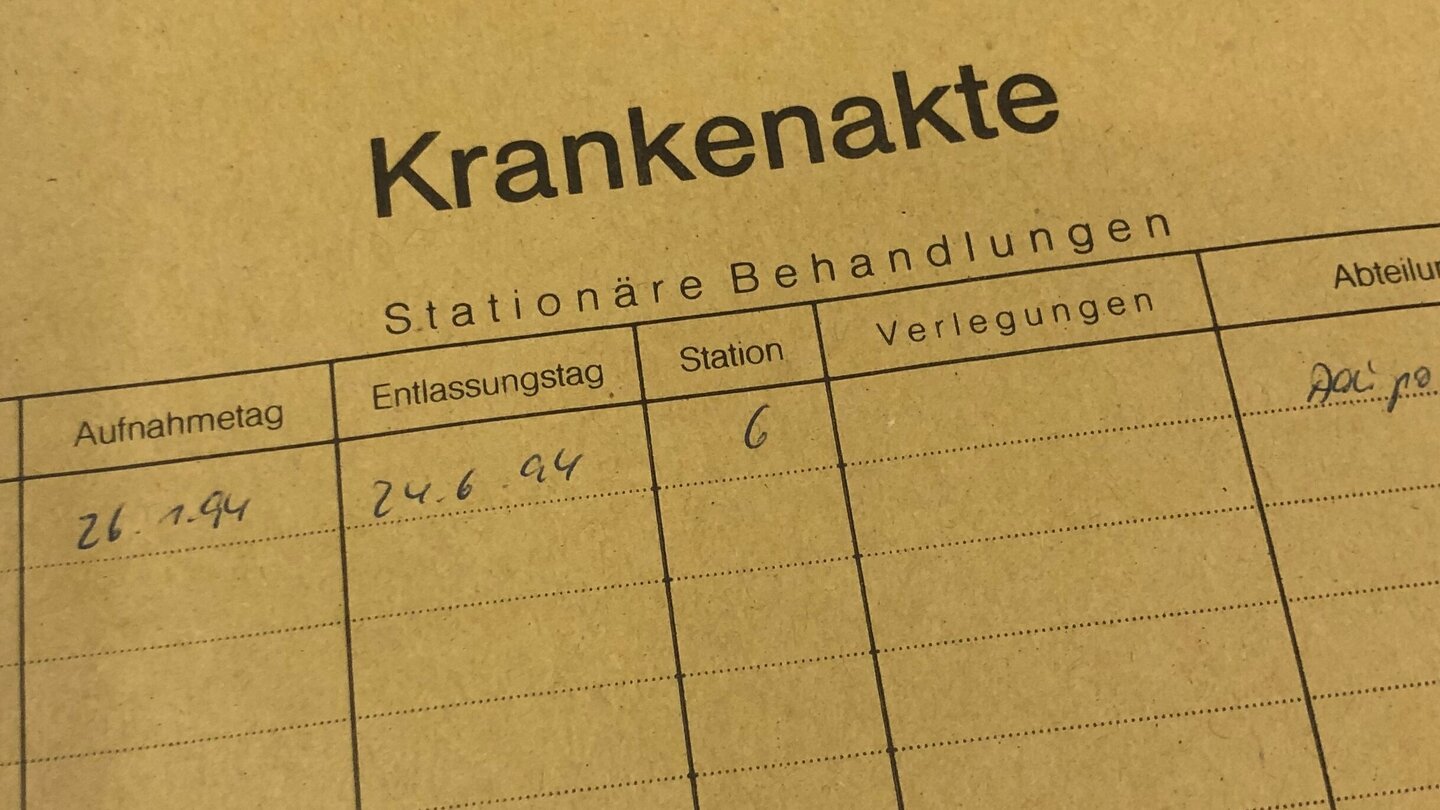 Krankenakte
Stationäre Behandlungen
Aufnahmetag Entlassungstag Station Verlegungen
26.1.94 24.6.94 6